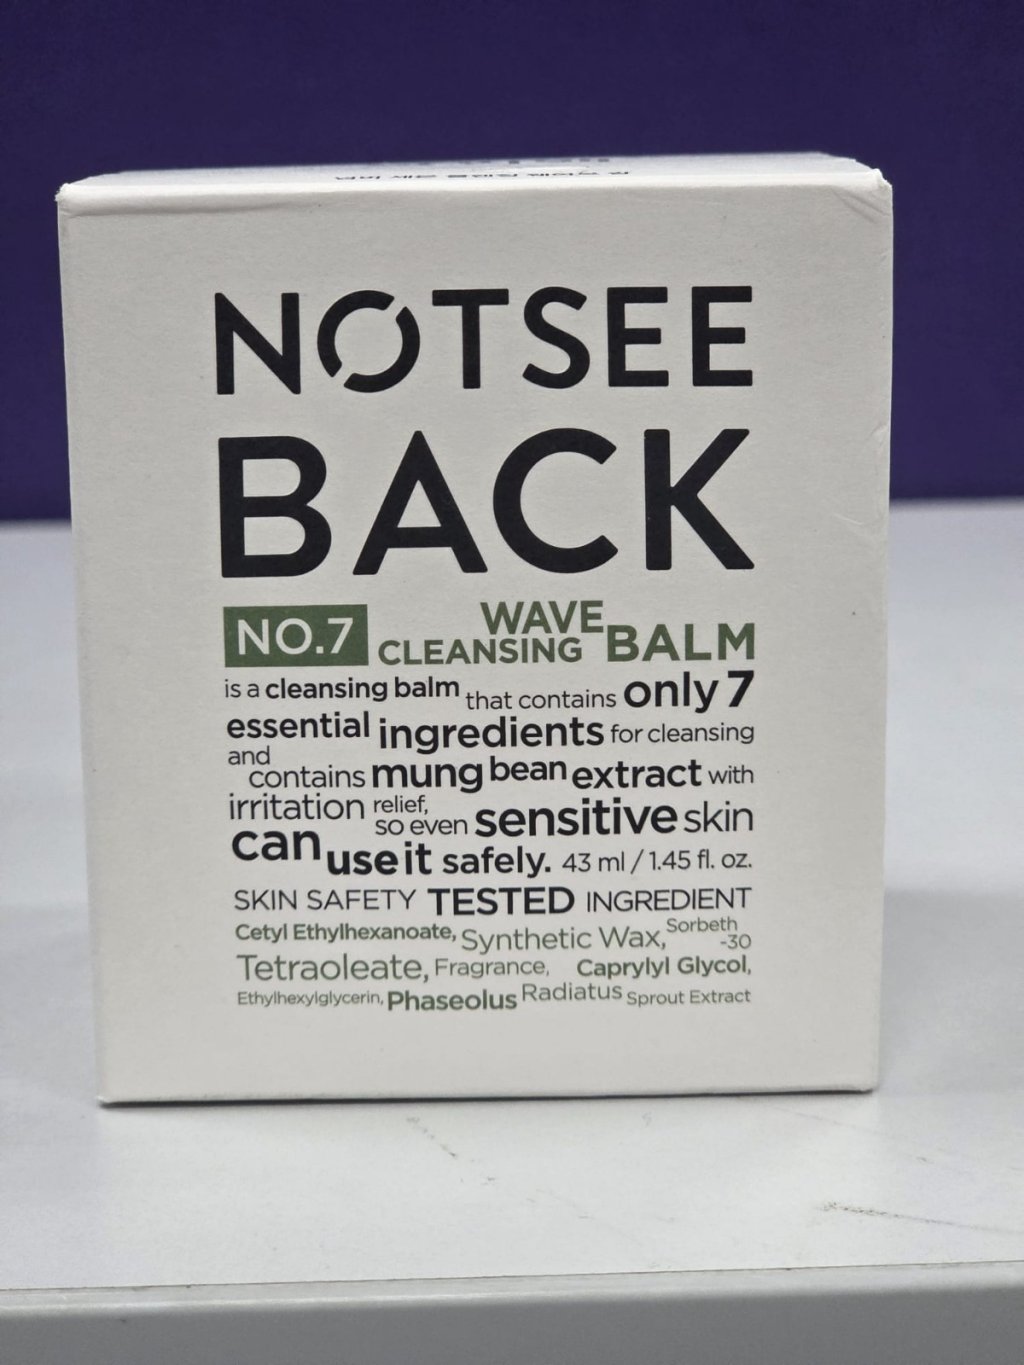 NOTSEE
BACK
NO.7 WAVE CLEANSING BALM
is a cleansing balm that contains only 7
essential ingredients for cleansing
and contains mung bean extract with
irritation relief, so even sensitive skin
can use it safely. 43 ml / 1.45 fl. oz.
SKIN SAFETY TESTED INGREDIENT
Cetyl Ethylhexanoate, Synthetic Wax, Sorbeth-30
Tetraoleate, Fragrance, Caprylyl Glycol,
Ethylhexylglycerin, Phaseolus Radiatus Sprout Extract